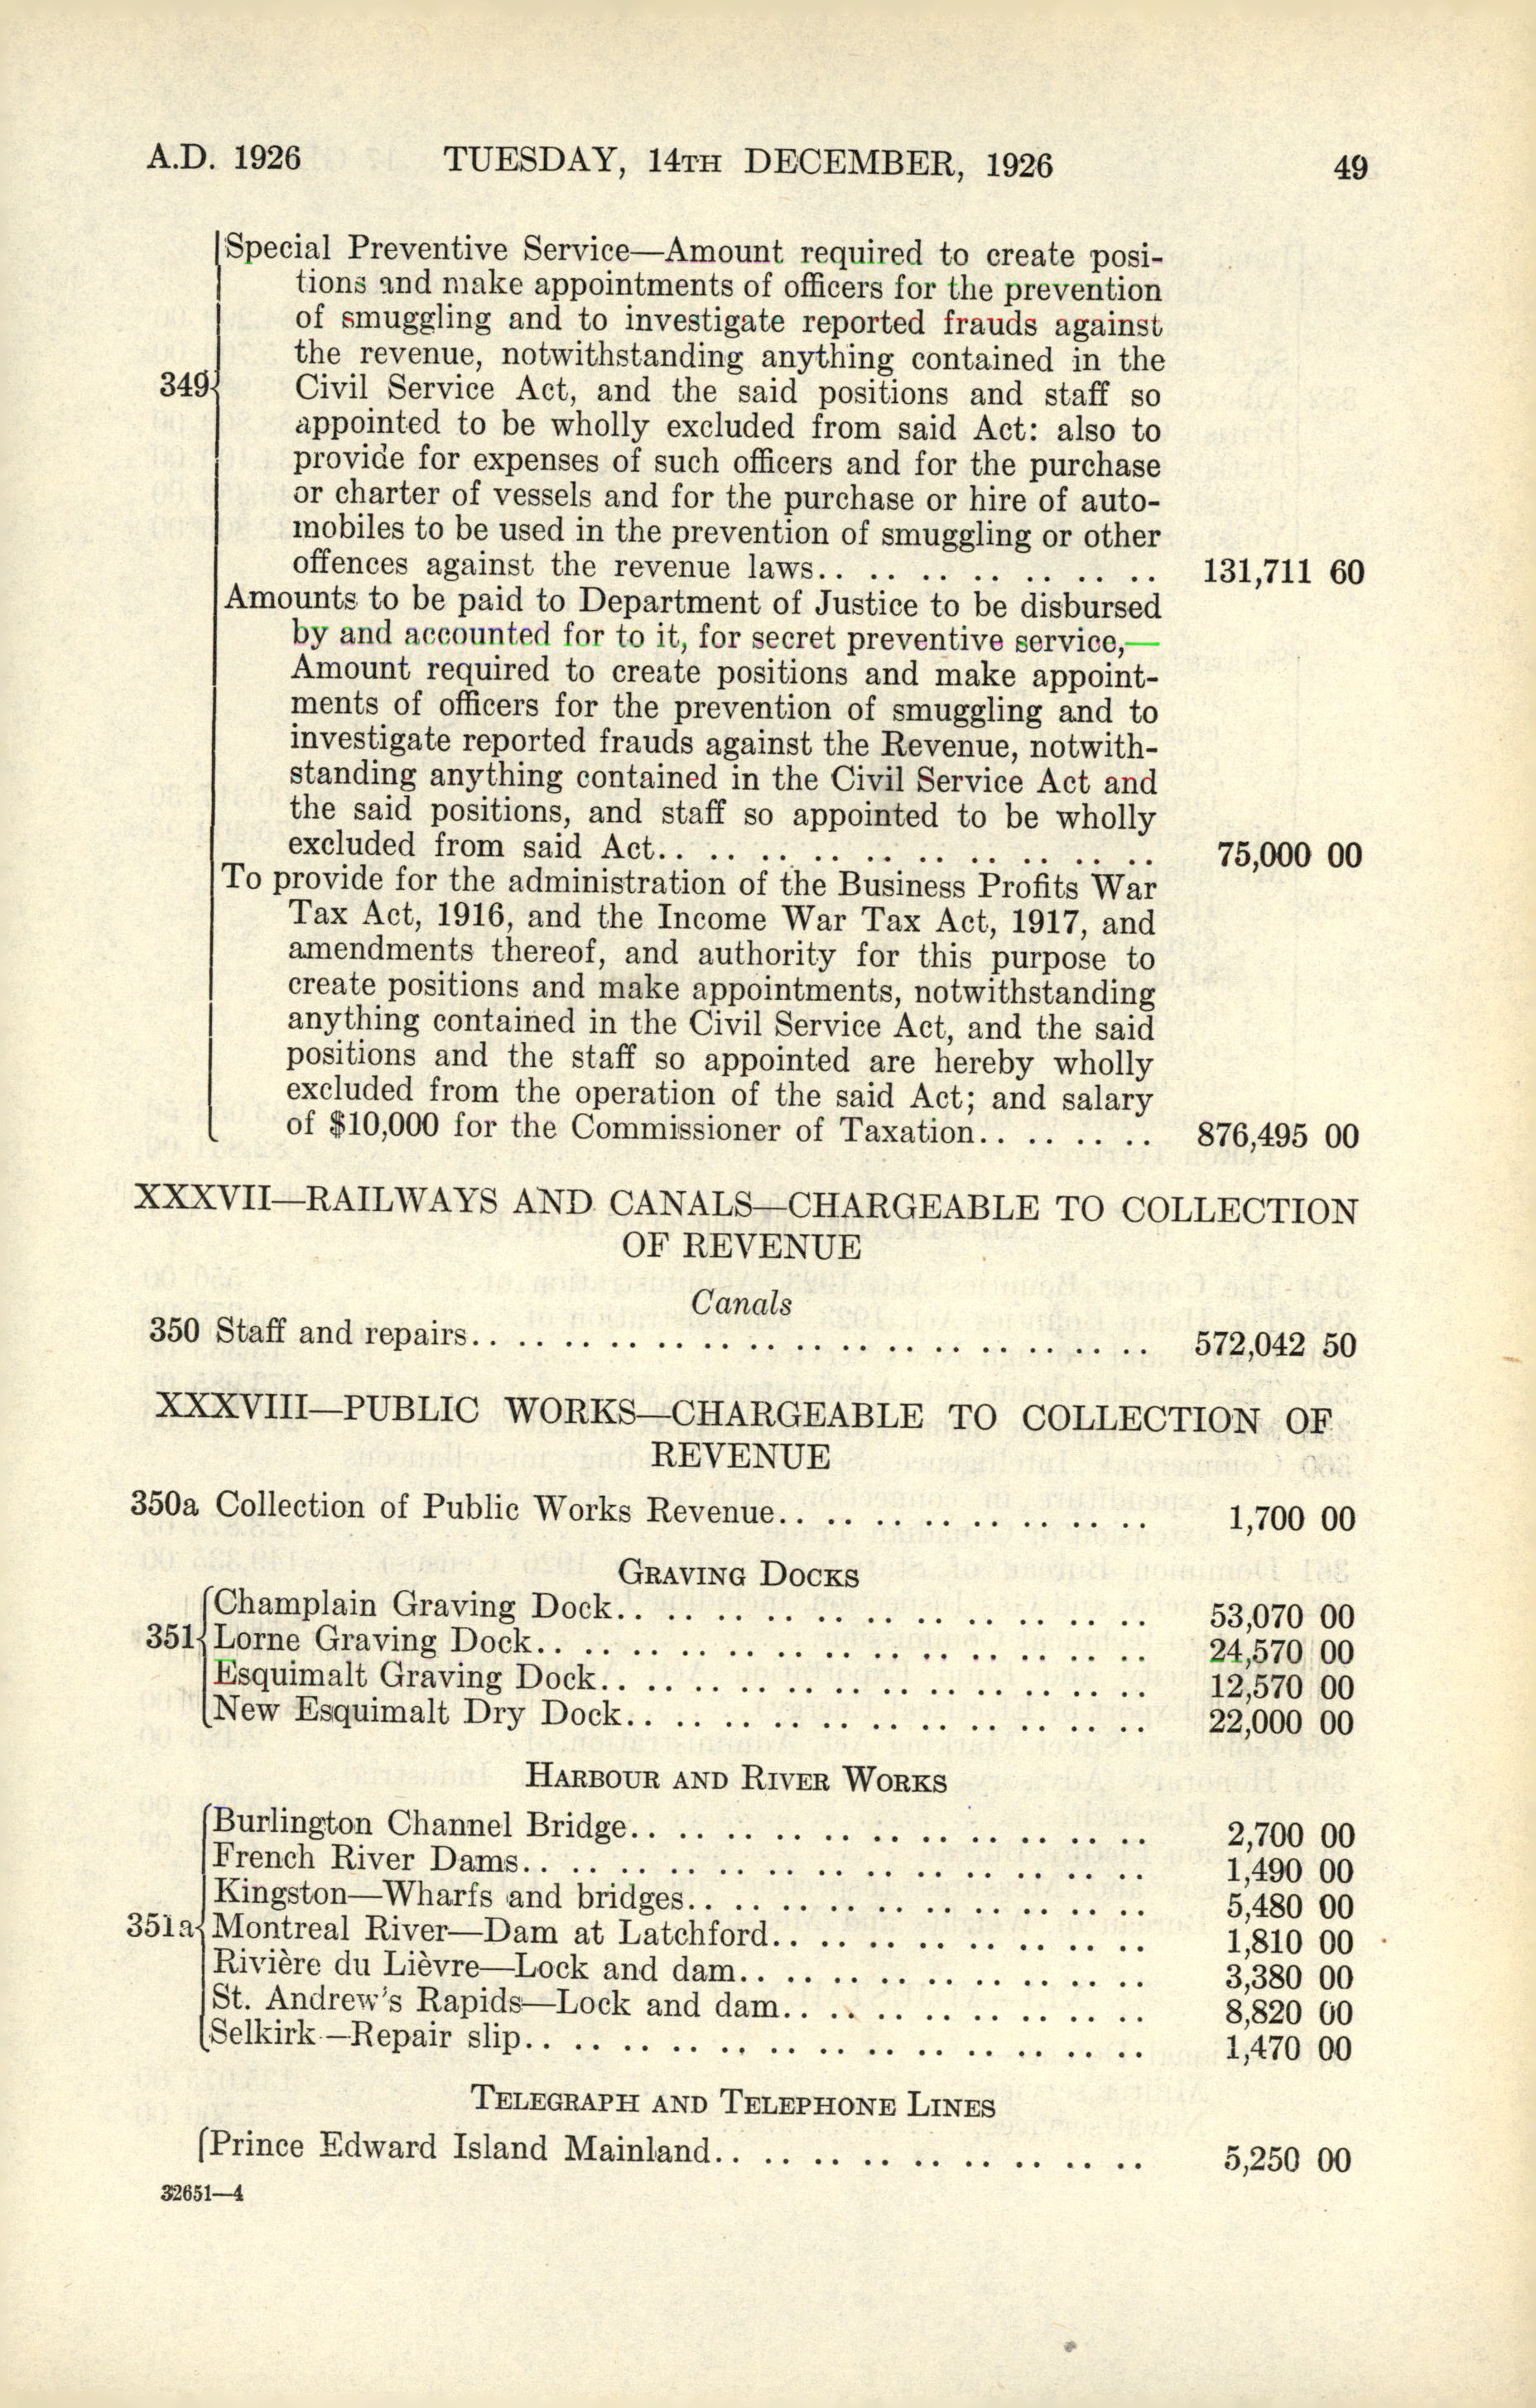 A.D. 1926 TUESDAY, 14TH DECEMBER, 1926 49
Special Preventive Service—Amount required to create posi-
tions and make appointments of officers for the prevention
of smuggling and to investigate reported frauds against
the revenue, notwithstanding anything contained in the
349 Civil Service Act, and the said positions and staff so
appointed to be wholly excluded from said Act: also to
provide for expenses of such officers and for the purchase
or charter of vessels and for the purchase or hire of auto-
mobiles to be used in the prevention of smuggling or other
offences against the revenue laws.. .. .. .. .. .. .. .. 131,711 60
Amounts to be paid to Department of Justice to be disbursed
by and accounted for to it, for secret preventive service,—
Amount required to create positions and make appoint-
ments of officers for the prevention of smuggling and to
investigate reported frauds against the Revenue, notwith-
standing anything contained in the Civil Service Act and
the said positions, and staff so appointed to be wholly
excluded from said Act.. .. .. .. .. .. .. .. .. .. .. 75,000 00
To provide for the administration of the Business Profits War
Tax Act, 1916, and the Income War Tax Act, 1917, and
amendments thereof, and authority for this purpose to
create positions and make appointments, notwithstanding
anything contained in the Civil Service Act, and the said
positions and the staff so appointed are hereby wholly
excluded from the operation of the said Act; and salary
of $10,000 for the Commissioner of Taxation.. .. .. .. 876,495 00
XXXVII—RAILWAYS AND CANALS—CHARGEABLE TO COLLECTION
OF REVENUE
Canals
350 Staff and repairs.. .. .. .. .. .. .. .. .. .. .. .. .. .. .. 572,042 50
XXXVIII—PUBLIC WORKS—CHARGEABLE TO COLLECTION OF
REVENUE
350a Collection of Public Works Revenue.. .. .. .. .. .. .. .. 1,700 00
GRAVING DOCKS
Champlain Graving Dock.. .. .. .. .. .. .. .. .. .. .. 53,070 00
351 Lorne Graving Dock.. .. .. .. .. .. .. .. .. .. .. .. .. 24,570 00
Esquimalt Graving Dock.. .. .. .. .. .. .. .. .. .. .. .. 12,570 00
New Esquimalt Dry Dock.. .. .. .. .. .. .. .. .. .. .. 22,000 00
HARBOUR AND RIVER WORKS
Burlington Channel Bridge.. .. .. .. .. .. .. .. .. .. .. 2,700 00
French River Dams.. .. .. .. .. .. .. .. .. .. .. .. .. 1,490 00
Kingston—Wharfs and bridges.. .. .. .. .. .. .. .. .. .. 5,480 00
351a Montreal River—Dam at Latchford.. .. .. .. .. .. .. .. 1,810 00
Rivière du Lièvre—Lock and dam.. .. .. .. .. .. .. .. .. 3,380 00
St. Andrew's Rapids—Lock and dam.. .. .. .. .. .. .. .. 8,820 00
Selkirk—Repair slip.. .. .. .. .. .. .. .. .. .. .. .. .. 1,470 00
TELEGRAPH AND TELEPHONE LINES
Prince Edward Island Mainland.. .. .. .. .. .. .. .. .. 5,250 00
32651—4